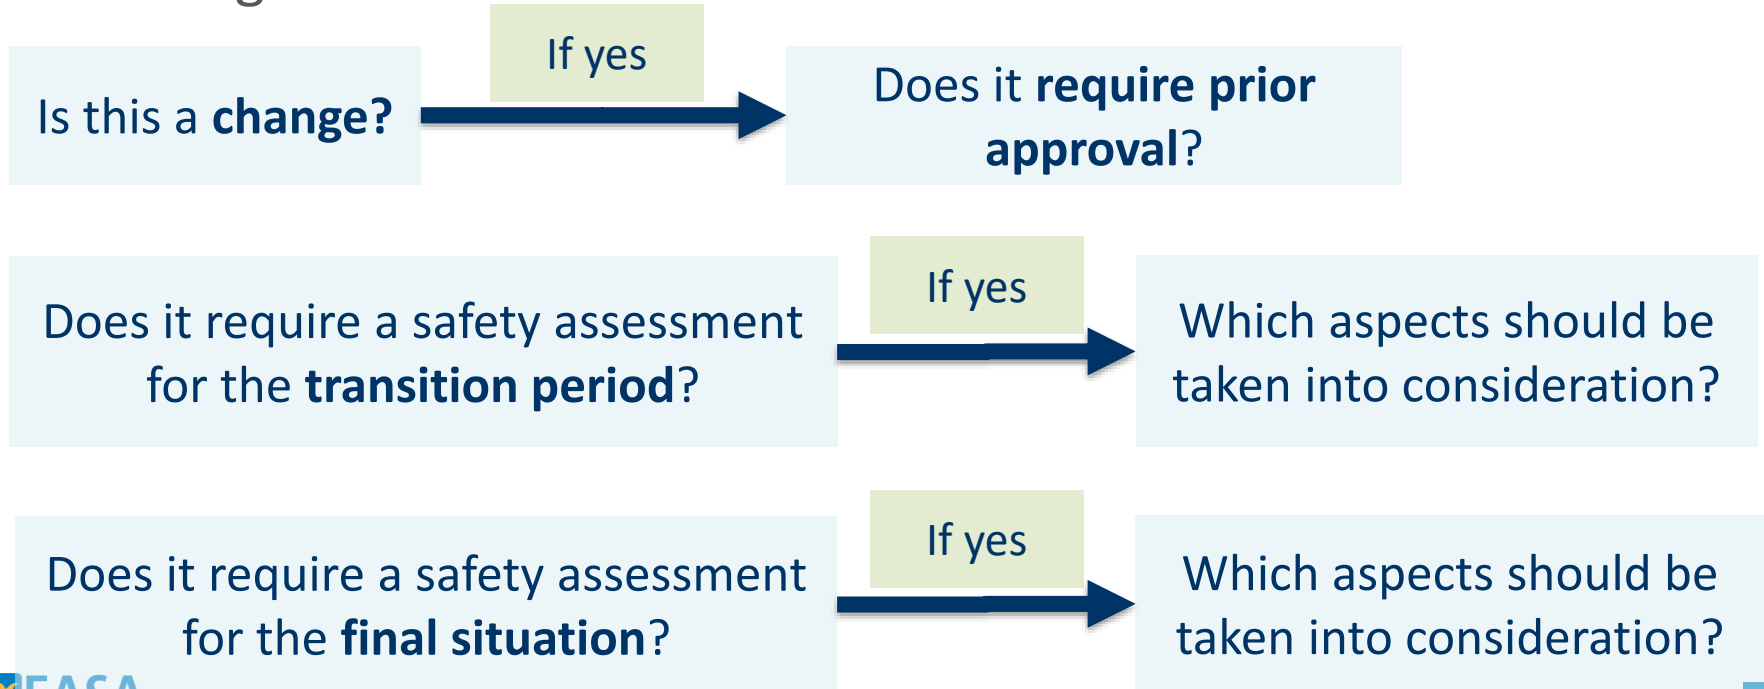 If yes
Is this a change?
Does it require prior
approval?
If yes
Does it require a safety assessment
for the transition period?
Which aspects should be
taken into consideration?
If yes
Does it require a safety assessment
for the final situation?
Which aspects should be
taken into consideration?
EASA